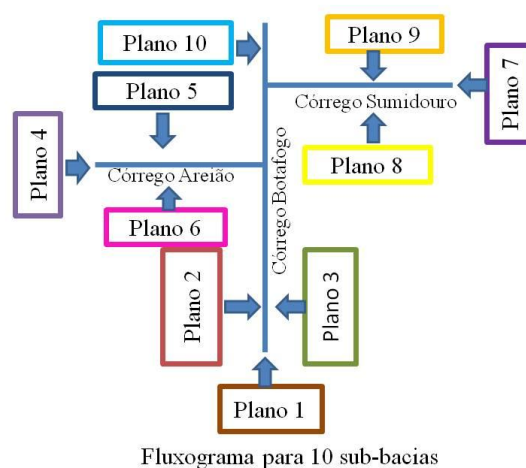 Plano 10
Plano 9
Plano 7
Plano 5
Córrego Sumidouro
Plano 4
Plano 8
Córrego Areião
Córrego Botafogo
Plano 6
Plano 2
Plano 3
Plano 1
Fluxograma para 10 sub-bacias